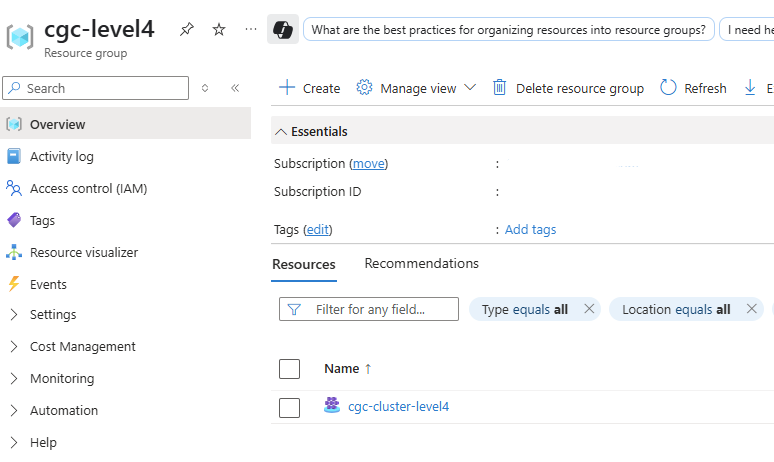 cgc-level4
Resource group
What are the best practices for organizing resources into resource groups?
I need he
Search
Create
Manage view
Delete resource group
Refresh
E
Overview
Activity log
Access control (IAM)
Tags
Resource visualizer
Events
Settings
Cost Management
Monitoring
Automation
Help
Essentials
Subscription (move) :
Subscription ID :
Tags (edit) : Add tags
Resources
Recommendations
Filter for any field...
Type equals all
Location equals all
Name ↑
cgc-cluster-level4